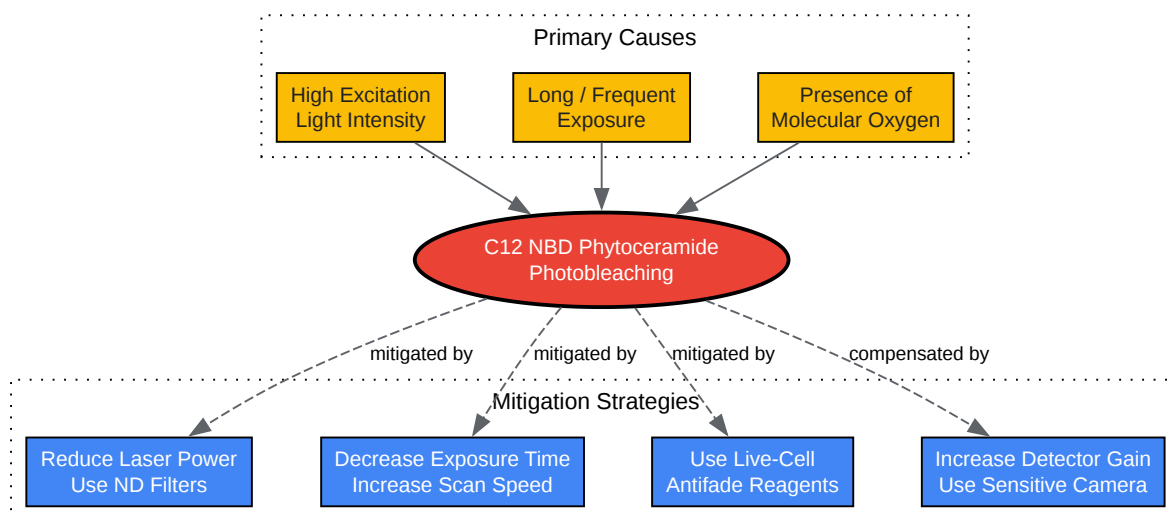 Primary Causes
High Excitation
Light Intensity
Long / Frequent
Exposure
Presence of
Molecular Oxygen
C12 NBD Phytoceramide
Photobleaching
mitigated by
mitigated by
mitigated by
compensated by
Mitigation Strategies
Reduce Laser Power
Use ND Filters
Decrease Exposure Time
Increase Scan Speed
Use Live-Cell
Antifade Reagents
Increase Detector Gain
Use Sensitive Camera